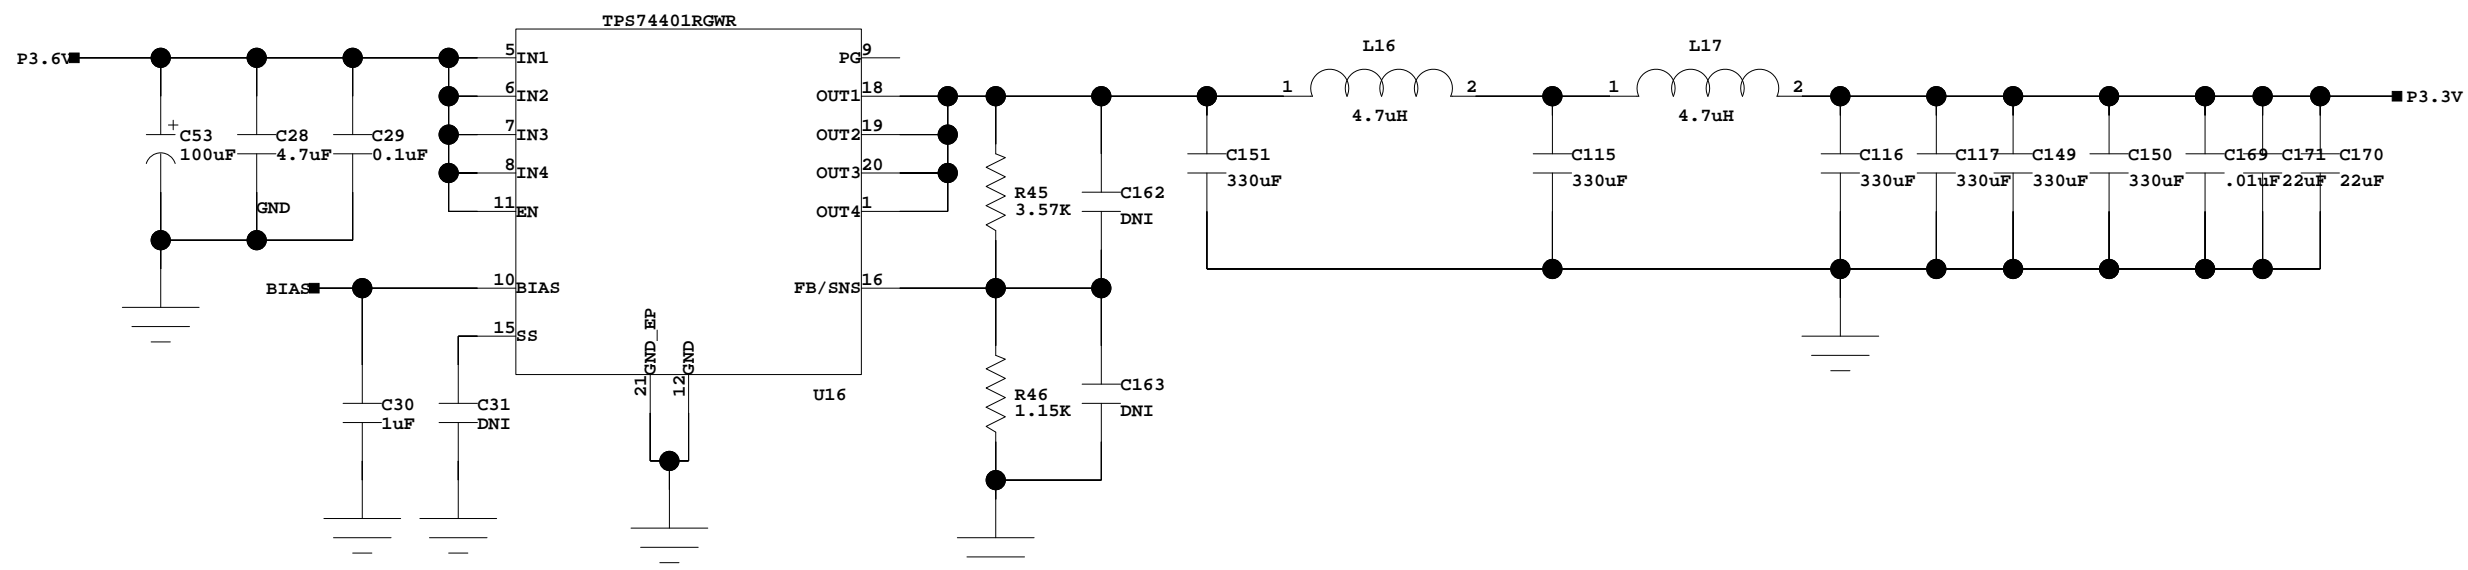 TPS74401RGWR
P3.6V
5 IN1
6 IN2
7 IN3
8 IN4
11 EN
10 BIAS
15 SS
PG 9
OUT1 18
OUT2 19
OUT3 20
OUT4 1
FB/SNS 16
21 GND_EP
12 GND
U16
+
C53
100uF
C28
4.7uF
C29
0.1uF
GND
BIAS
C30
1uF
C31
DNI
R45
3.57K
C162
DNI
R46
1.15K
C163
DNI
C151
330uF
L16
1 2
4.7uH
C115
330uF
L17
1 2
4.7uH
C116
330uF
C117
330uF
C149
330uF
C150
330uF
C169
.01uF
C171
22uF
C170
22uF
P3.3V